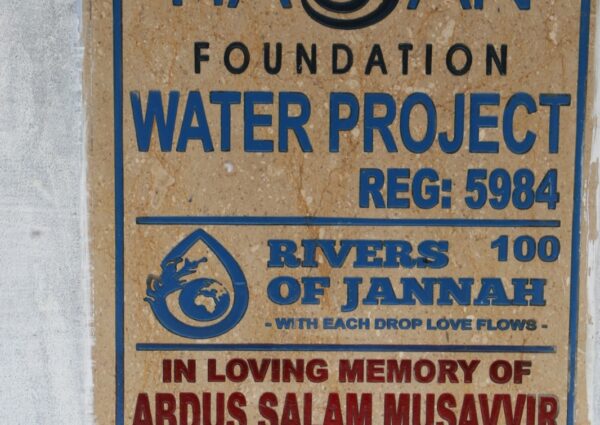 FOUNDATION
WATER PROJECT
REG: 5984
RIVERS 100
OF JANNAH
- WITH EACH DROP LOVE FLOWS -
IN LOVING MEMORY OF
ABDUS SALAM MUSAVVIR